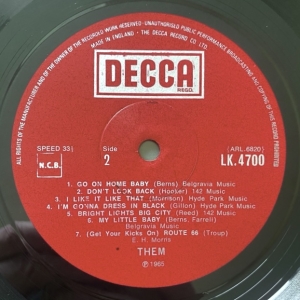 ALL RIGHTS OF THE MANUFACTURER AND OF THE OWNER OF THE RECORDED WORK RESERVED · UNAUTHORISED PUBLIC PERFORMANCE BROADCASTING AND COPYING OF THIS RECORD PROHIBITED
MADE IN ENGLAND · THE DECCA RECORD CO LTD
DECCA
REGD.
SPEED 33⅓
Side
(ARL.6820)
N.C.B.
2
LK.4700
1. GO ON HOME BABY (Berns) Belgravia Music
2. DON'T LOOK BACK (Hooker) 142 Music
3. I LIKE IT LIKE THAT (Morrison) Hyde Park Music
4. I'M GONNA DRESS IN BLACK (Gillon) Hyde Park Music
5. BRIGHT LIGHTS BIG CITY (Reed) 142 Music
6. MY LITTLE BABY (Berns, Farrell)
Belgravia Music
7. (Get Your Kicks On) ROUTE 66 (Troup)
E. H. Morris
THEM
℗1965